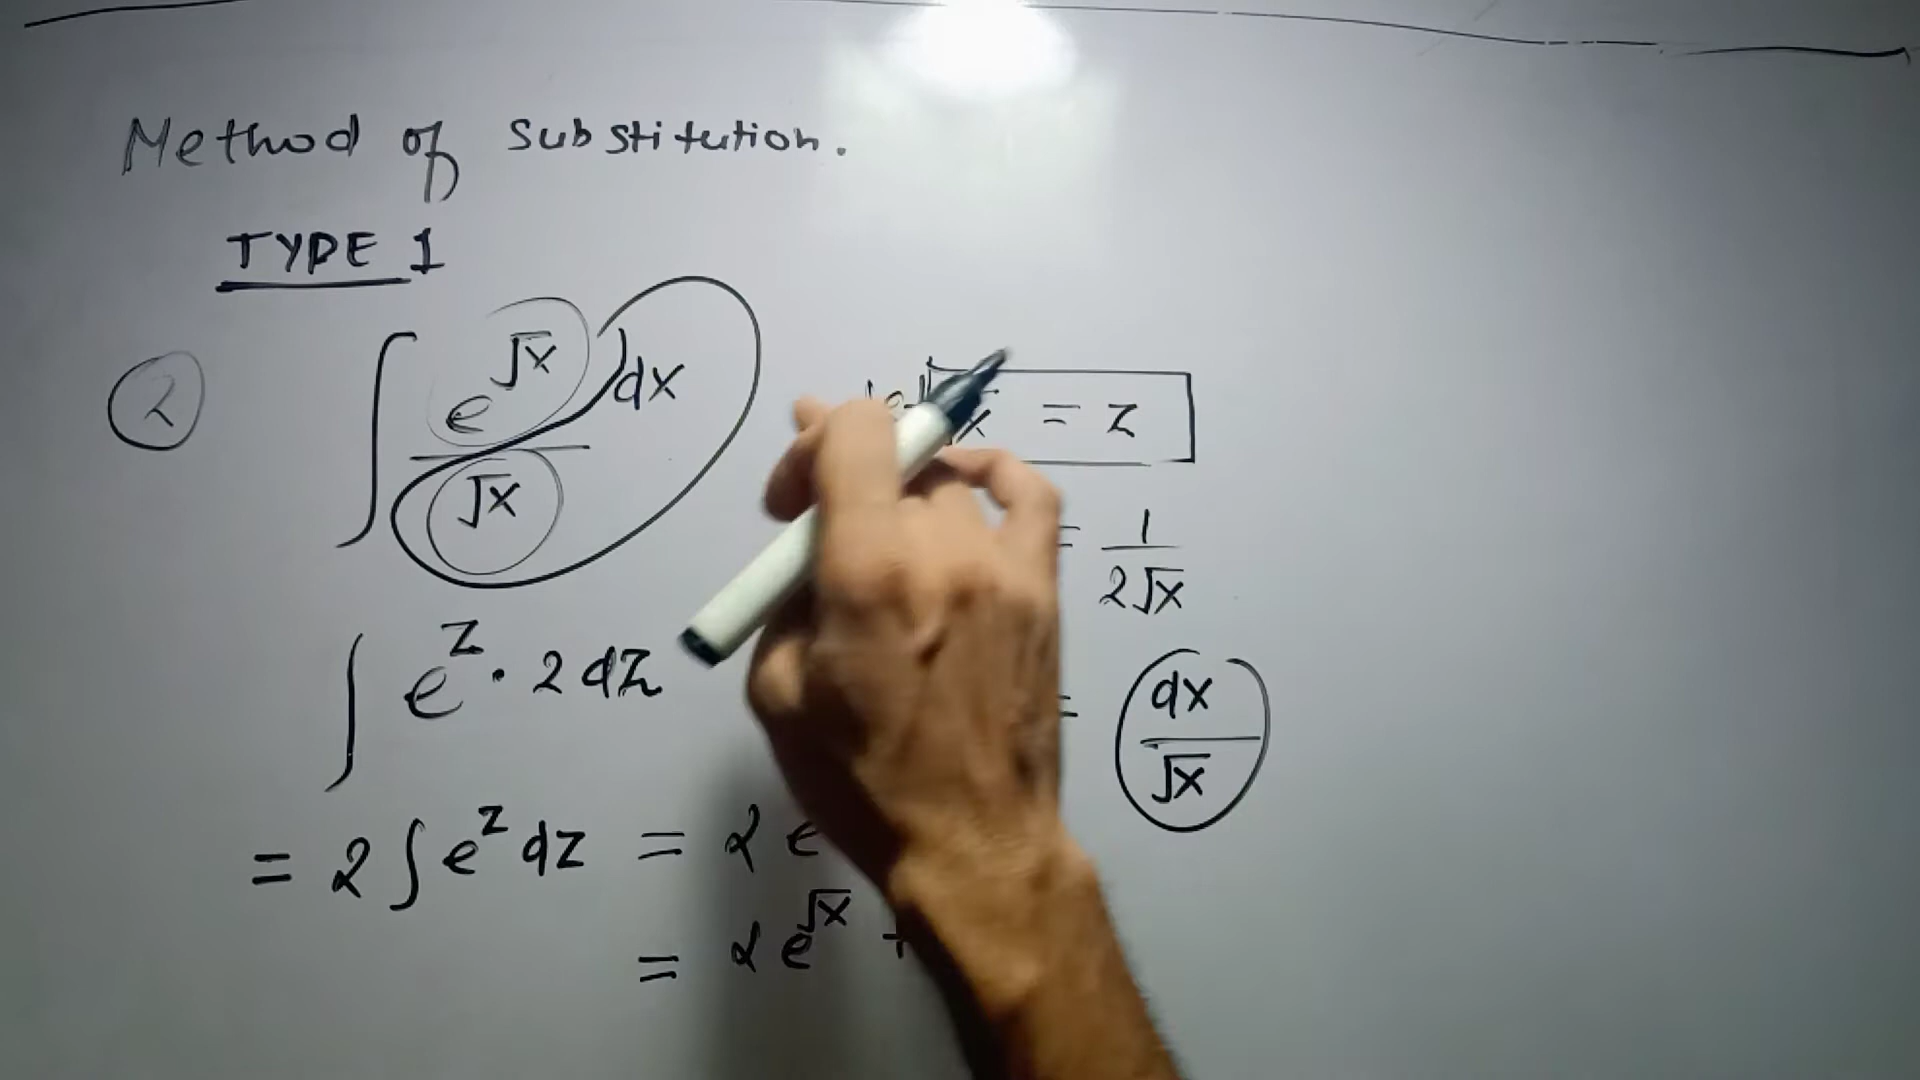 Method of Substitution.
TYPE 1
2
∫ e^√x / √x dx
√x = z
= 1 / 2√x
∫ e^z · 2 dz
= dx / √x
= 2 ∫ e^z dz = 2 e
= 2 e^√x +